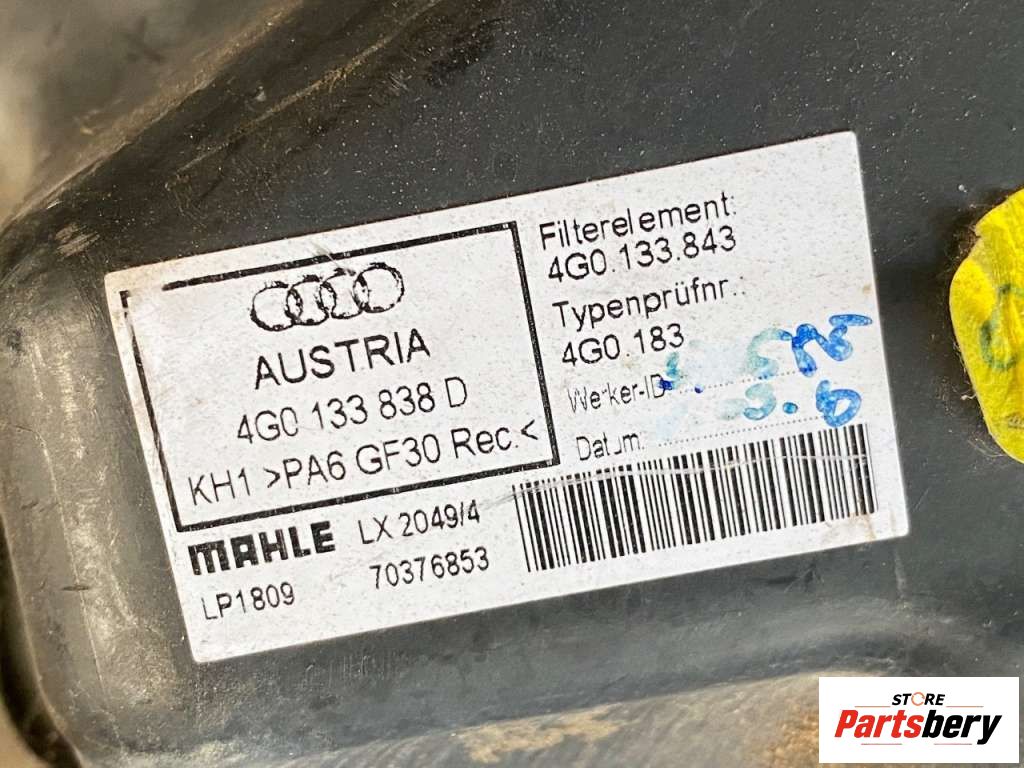 AUSTRIA
4G0 133 838 D
KH1 >PA6 GF30 Rec.<
Filterelement:
4G0.133.843
Typenprüfnr.:
4G0.183
Werker-ID
Datum:
MAHLE LX 2049/4
LP1809 70376853
STORE
Partsbery